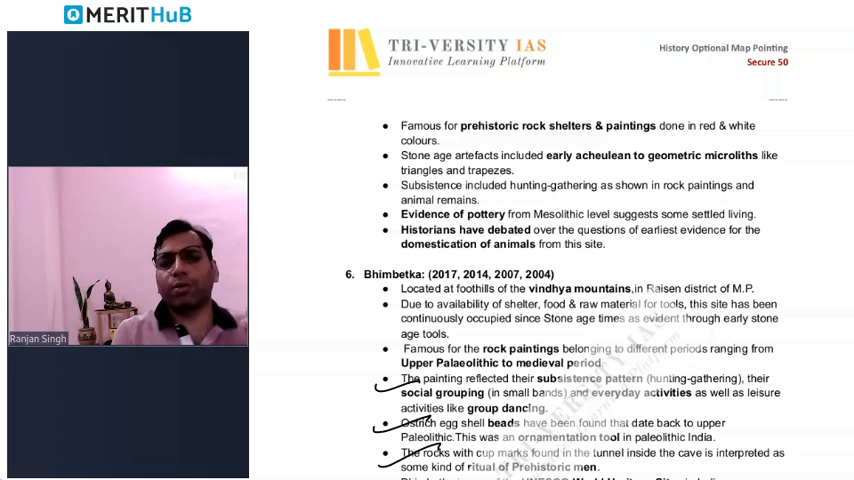 MERITHUB
TRI-VERSITY IAS
Innovative Learning Platform
History Optional Map Pointing
Secure 50
● Famous for prehistoric rock shelters & paintings done in red & white
colours.
● Stone age artefacts included early acheulean to geometric microliths like
triangles and trapezes.
● Subsistence included hunting-gathering as shown in rock paintings and
animal remains.
● Evidence of pottery from Mesolithic level suggests some settled living.
● Historians have debated over the questions of earliest evidence for the
domestication of animals from this site.
6. Bhimbetka: (2017, 2014, 2007, 2004)
● Located at foothills of the vindhya mountains,in Raisen district of M.P.
● Due to availability of shelter, food & raw material for tools, this site has been
continuously occupied since Stone age times as evident through early stone
age tools.
● Famous for the rock paintings belonging to different periods ranging from
Upper Palaeolithic to medieval period.
● The painting reflected their subsistence pattern (hunting-gathering), their
social grouping (in small bands) and everyday activities as well as leisure
activities like group dancing.
● Ostrich egg shell beads have been found that date back to upper
Paleolithic.This was an ornamentation tool in paleolithic India.
● The rocks with cup marks found in the tunnel inside the cave is interpreted as
some kind of ritual of Prehistoric men.
TRI-VERSITY IAS
Ranjan Singh